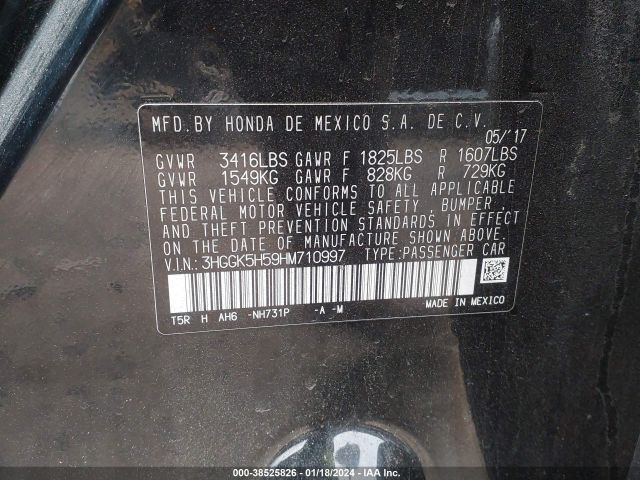 MFD.BY HONDA DE MEXICO S.A. DE C.V.
05/'17
GVWR 3416LBS GAWR F 1825LBS R 1607LBS
GVWR 1549KG GAWR F 828KG R 729KG
THIS VEHICLE CONFORMS TO ALL APPLICABLE
FEDERAL MOTOR VEHICLE SAFETY, BUMPER,
AND THEFT PREVENTION STANDARDS IN EFFECT
ON THE DATE OF MANUFACTURE SHOWN ABOVE.
V.I.N.: 3HGGK5H59HM710997 TYPE:PASSENGER CAR
T5R H AH6 -NH731P -A -M MADE IN MEXICO
000-38525826 - 01/18/2024 - IAA Inc.